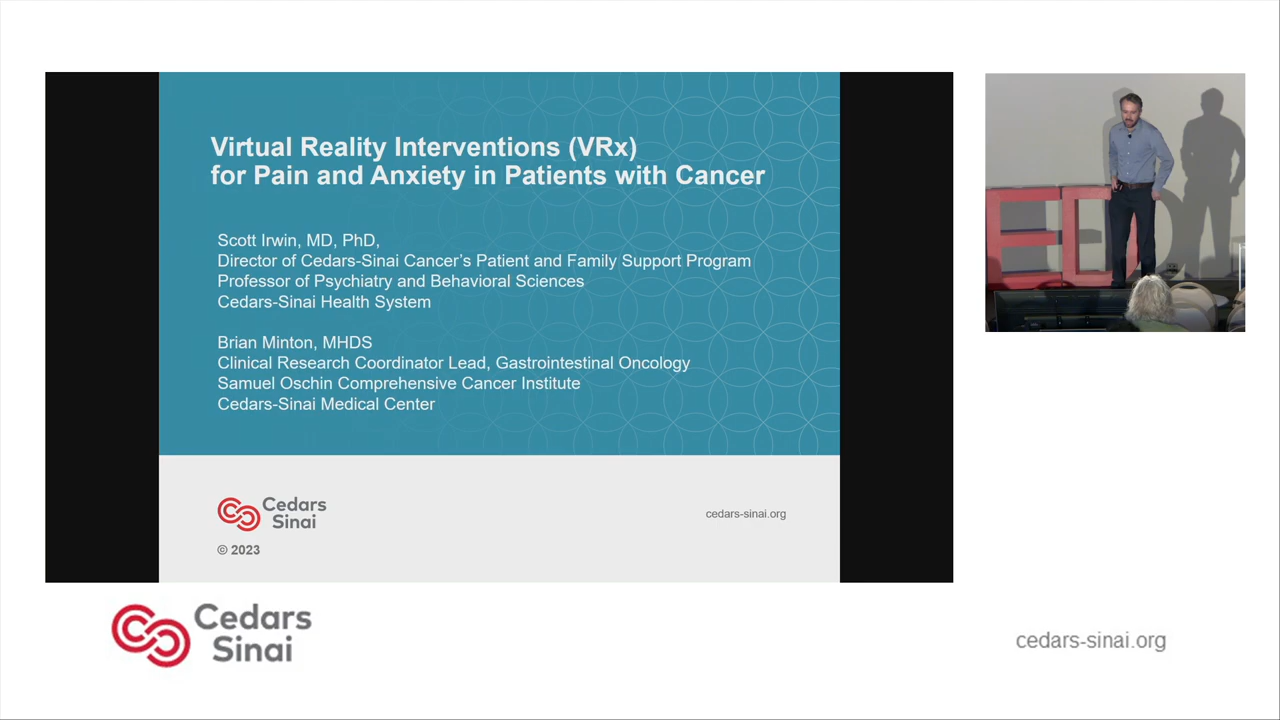 Virtual Reality Interventions (VRx)
for Pain and Anxiety in Patients with Cancer
Scott Irwin, MD, PhD,
Director of Cedars-Sinai Cancer's Patient and Family Support Program
Professor of Psychiatry and Behavioral Sciences
Cedars-Sinai Health System
Brian Minton, MHDS
Clinical Research Coordinator Lead, Gastrointestinal Oncology
Samuel Oschin Comprehensive Cancer Institute
Cedars-Sinai Medical Center
Cedars
Sinai
cedars-sinai.org
© 2023
ED
Cedars
Sinai
cedars-sinai.org